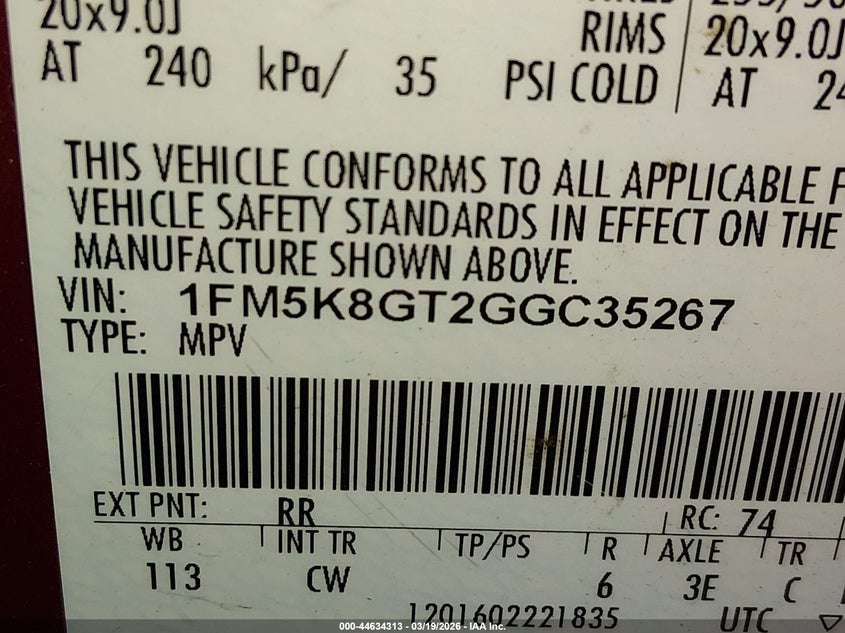 20x9.0J
RIMS 20x9.0J
AT 240 kPa/ 35 PSI COLD AT
THIS VEHICLE CONFORMS TO ALL APPLICABLE
VEHICLE SAFETY STANDARDS IN EFFECT ON THE
MANUFACTURE SHOWN ABOVE.
VIN: 1FM5K8GT2GGC35267
TYPE: MPV
EXT PNT: RR RC: 74
WB INT TR TP/PS R AXLE TR
113 CW 6 3E C
1201602221835 UTC
000-44634313 - 03/19/2026 - IAA Inc.